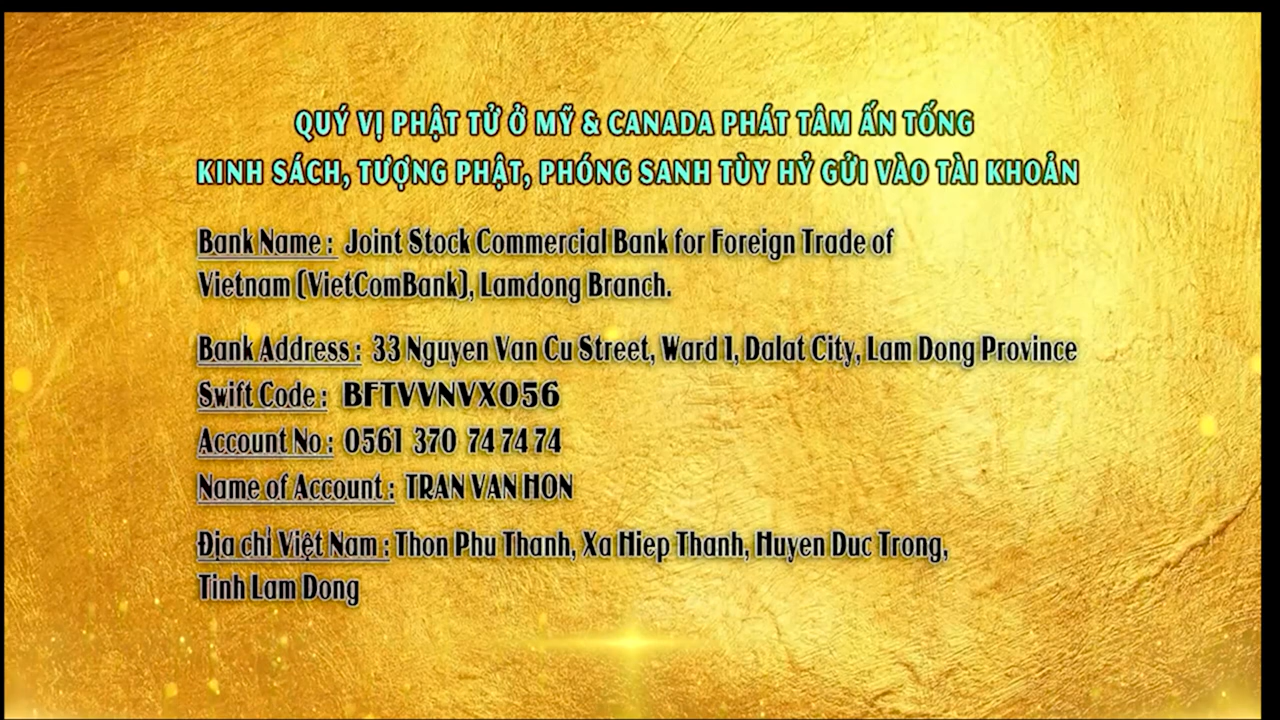 QUÝ VỊ PHẬT TỬ Ở MỸ & CANADA PHÁT TÂM ẤN TỐNG
KINH SÁCH, TƯỢNG PHẬT, PHÓNG SANH TÙY HỶ GỬI VÀO TÀI KHOẢN
Bank Name : Joint Stock Commercial Bank for Foreign Trade of
Vietnam (VietComBank), Lamdong Branch.
Bank Address : 33 Nguyen Van Cu Street, Ward 1, Dalat City, Lam Dong Province
Swift Code : BFTVVNVX056
Account No : 0561 370 74 74 74
Name of Account : TRAN VAN HON
Địa chỉ Việt Nam : Thon Phu Thanh, Xa Hiep Thanh, Huyen Duc Trong,
Tinh Lam Dong